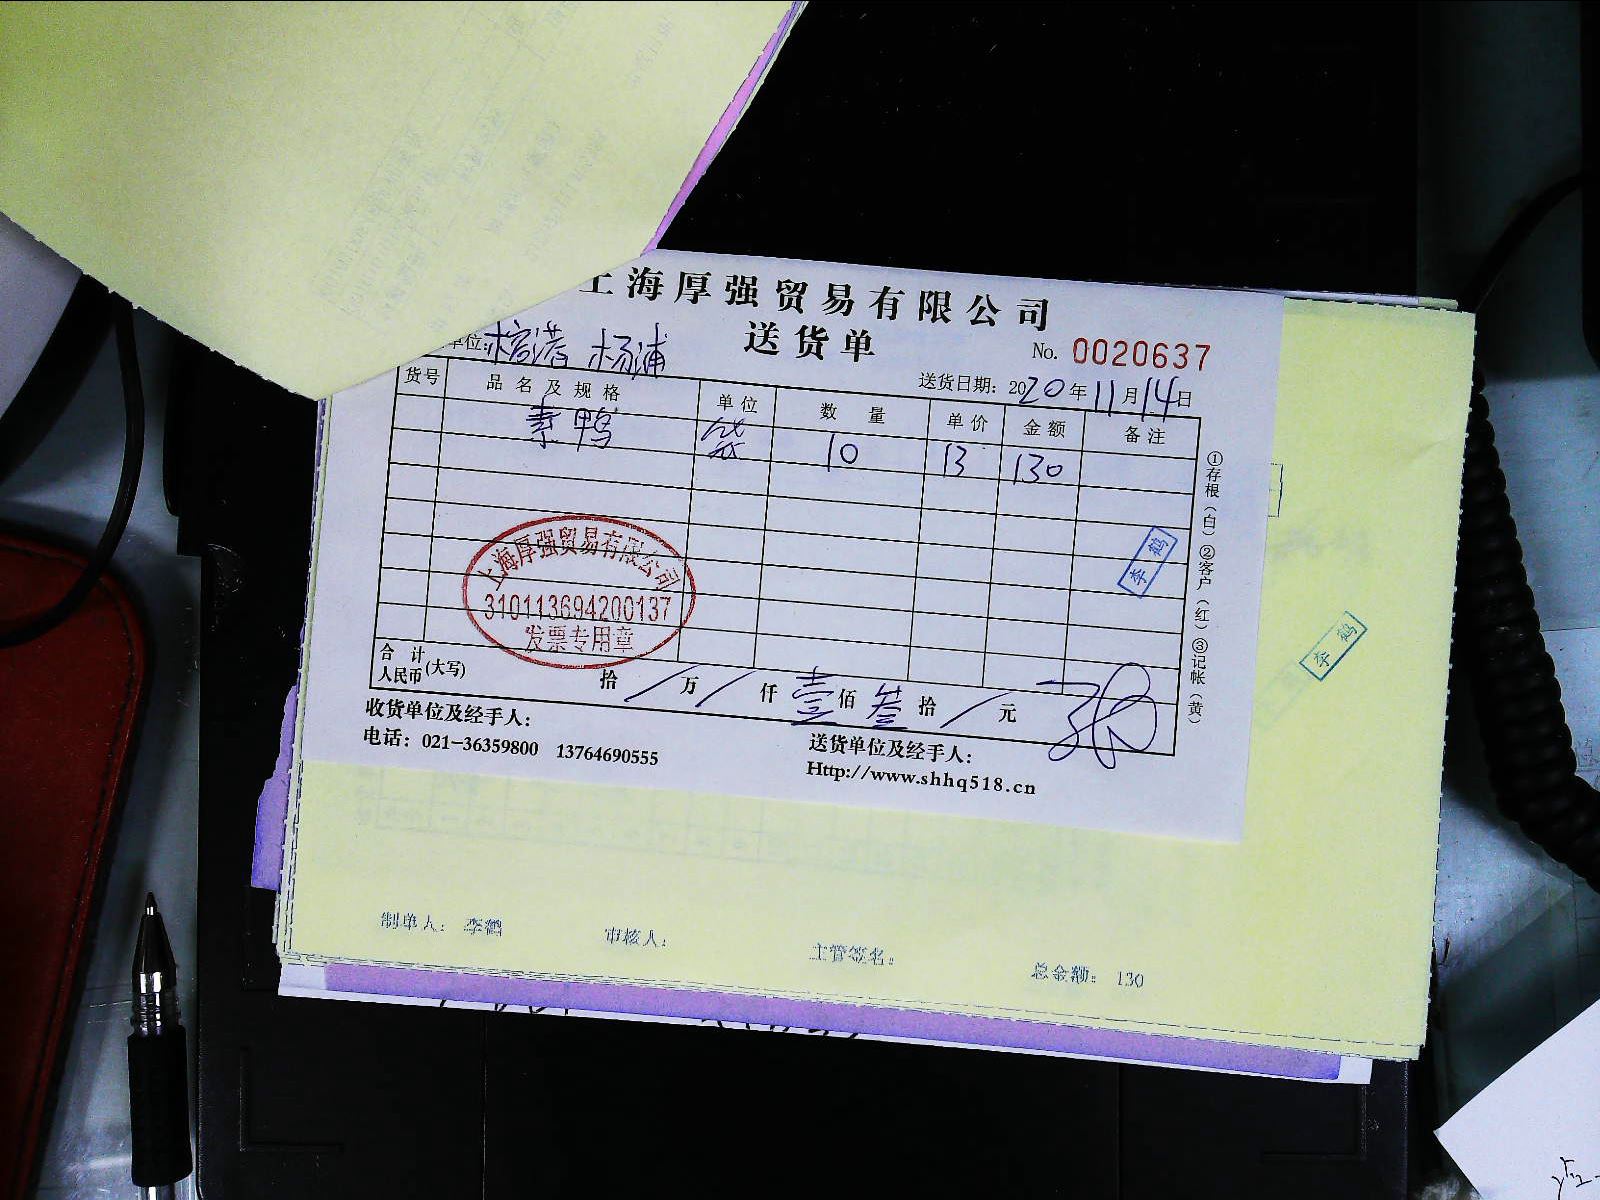 上海厚强贸易有限公司
送货单
单位: 杨浦
No. 0020637
送货日期: 2020年11月14日
货号 品名及规格 单位 数量 单价 金额 备注
素鸭 袋 10 13 130
①存根(白)②客户(红)③记帐(黄)
李鹤
上海厚强贸易有限公司
310113694200137
发票专用章
李鹤
合计
人民币(大写) 拾/万/仟壹佰叁拾/元
收货单位及经手人:
电话: 021-36359800 13764690555
送货单位及经手人:
Http://www.shhq518.cn
制单人: 李鹤 审核人: 主管签名: 总金额: 130